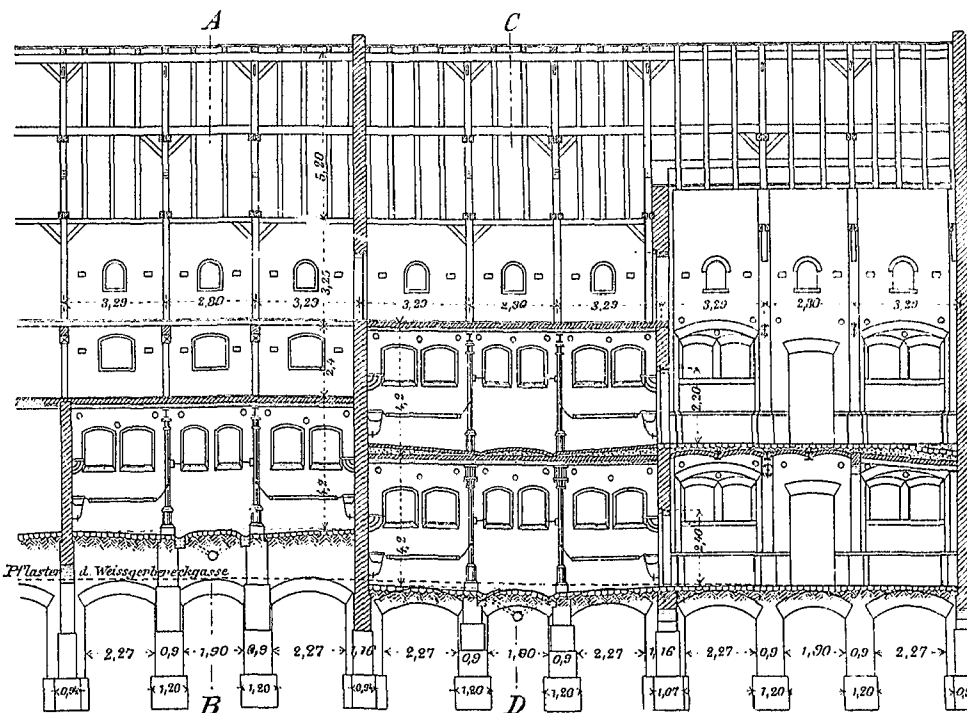 A C
5,20
3,25
3,29 2,80 3,29 3,29 2,80 3,29 3,29 2,80 3,29
2,4
4,2 2,20
4,2
4,2 2,40
Pflaster d. Weissgerbereckgasse
2,27 0,9 1,90 0,9 2,27 1,16 2,27 0,9 1,80 0,9 2,27 1,16 2,27 0,9 1,90 0,9 2,27
0,94 1,20 1,20 0,94 1,20 1,20 1,07 1,20 1,20
B D